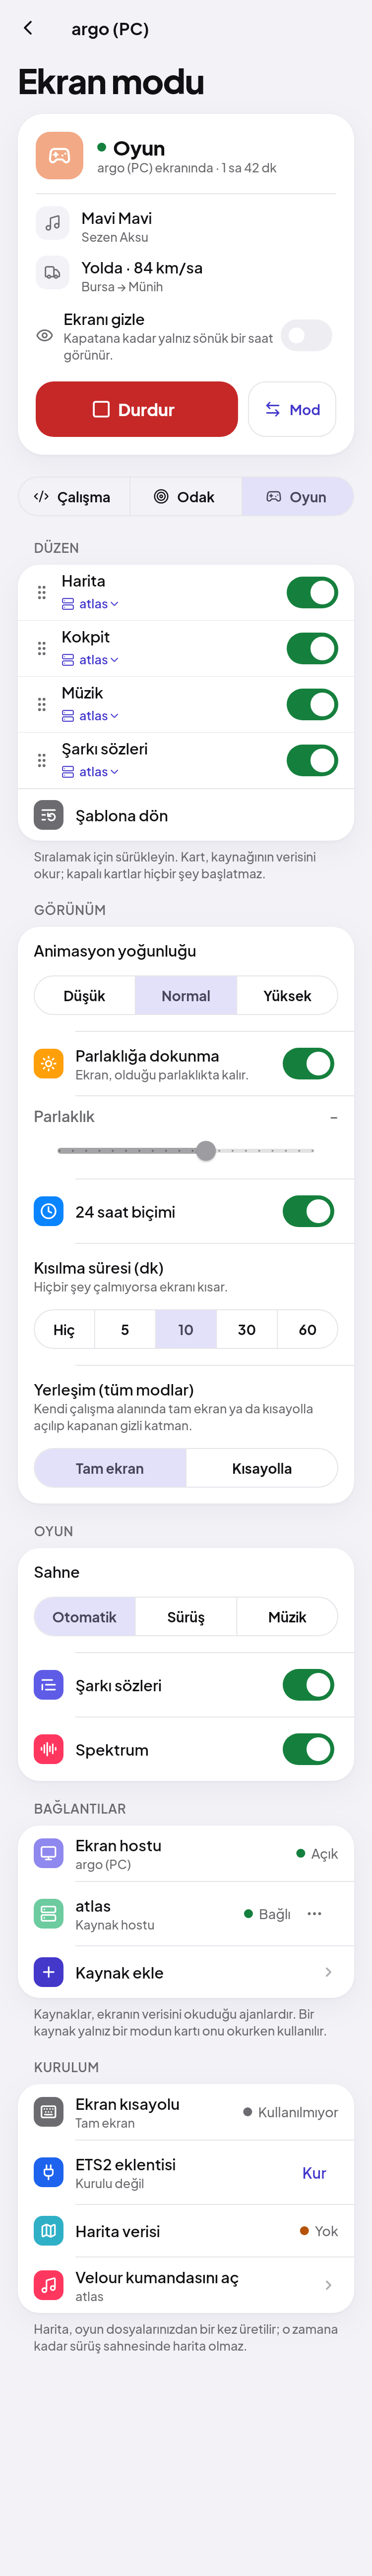 argo (PC)
Ekran modu
Oyun
argo (PC) ekranında · 1 sa 42 dk
Mavi Mavi
Sezen Aksu
Yolda · 84 km/sa
Bursa → Münih
Ekranı gizle
Kapatana kadar yalnız sönük bir saat
görünür.
Durdur
Mod
Çalışma
Odak
Oyun
DÜZEN
Harita
atlas
Kokpit
atlas
Müzik
atlas
Şarkı sözleri
atlas
Şablona dön
Sıralamak için sürükleyin. Kart, kaynağının verisini
okur; kapalı kartlar hiçbir şey başlatmaz.
GÖRÜNÜM
Animasyon yoğunluğu
Düşük
Normal
Yüksek
Parlaklığa dokunma
Ekran, olduğu parlaklıkta kalır.
Parlaklık
–
24 saat biçimi
Kısılma süresi (dk)
Hiçbir şey çalmıyorsa ekranı kısar.
Hiç
5
10
30
60
Yerleşim (tüm modlar)
Kendi çalışma alanında tam ekran ya da kısayolla
açılıp kapanan gizli katman.
Tam ekran
Kısayolla
OYUN
Sahne
Otomatik
Sürüş
Müzik
Şarkı sözleri
Spektrum
BAĞLANTILAR
Ekran hostu
argo (PC)
Açık
atlas
Kaynak hostu
Bağlı
Kaynak ekle
Kaynaklar, ekranın verisini okuduğu ajanlardır. Bir
kaynak yalnız bir modun kartı onu okurken kullanılır.
KURULUM
Ekran kısayolu
Tam ekran
Kullanılmıyor
ETS2 eklentisi
Kurulu değil
Kur
Harita verisi
Yok
Velour kumandasını aç
atlas
Harita, oyun dosyalarınızdan bir kez üretilir; o zamana
kadar sürüş sahnesinde harita olmaz.